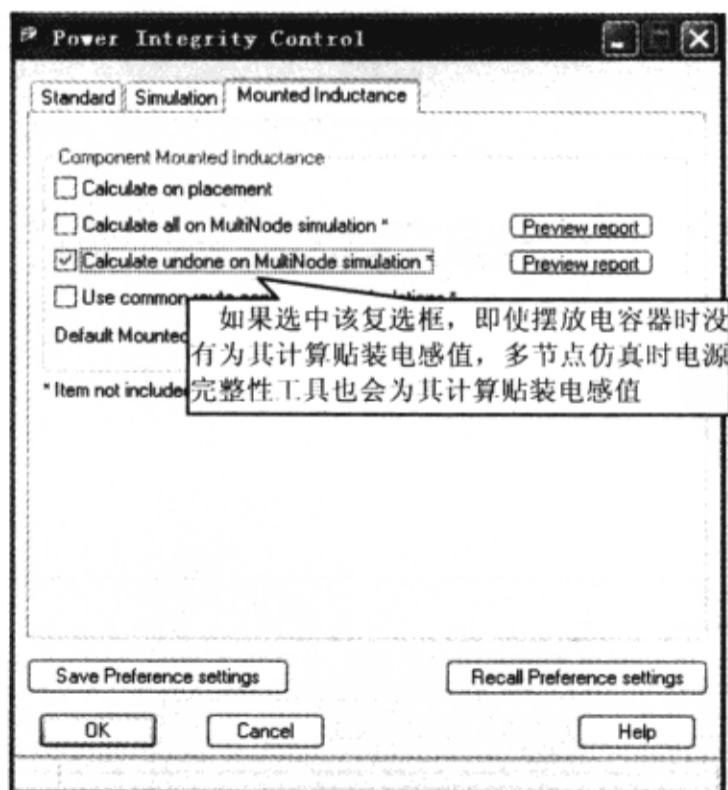 Power Integrity Control
Standard Simulation Mounted Inductance
Component Mounted Inductance
Calculate on placement
Calculate all on MultiNode simulation * Preview report
Calculate undone on MultiNode simulation * Preview report
Use common
Default Mounted
如果选中该复选框，即使摆放电容器时没
有为其计算贴装电感值，多节点仿真时电源
完整性工具也会为其计算贴装电感值
* Item not included
Save Preference settings Recall Preference settings
OK Cancel Help